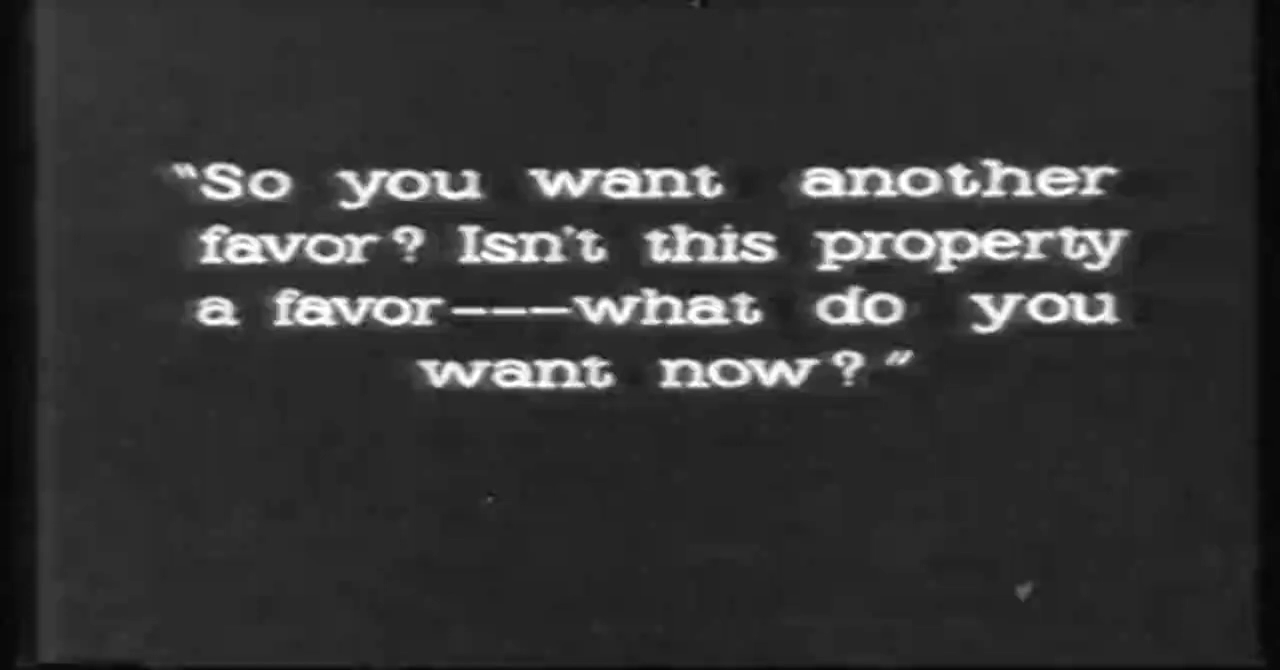 "So you want another
favor? Isn't this property
a favor---what do you
want now?"